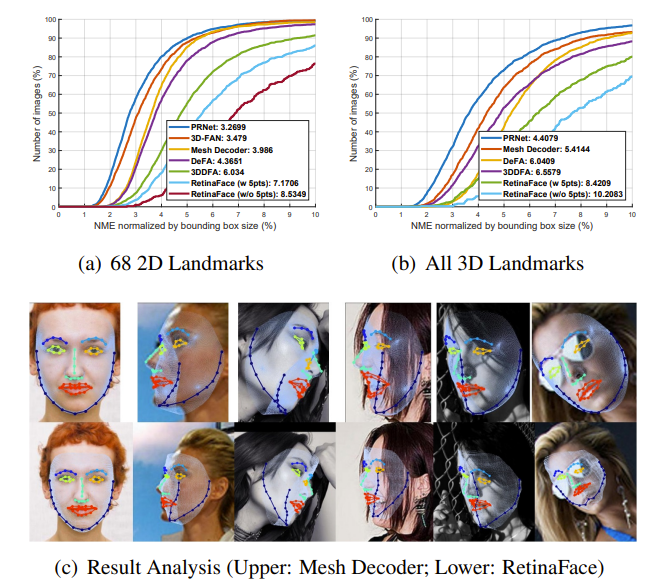 100
90
80
70
60
50
40
30
20
10
0
Number of images (%)
PRNet: 3.2699
3D-FAN: 3.479
Mesh Decoder: 3.986
DeFA: 4.3651
3DDFA: 6.034
RetinaFace (w 5pts): 7.1706
RetinaFace (w/o 5pts): 8.5349
0 1 2 3 4 5 6 7 8 9 10
NME normalized by bounding box size (%)
(a) 68 2D Landmarks
100
90
80
70
60
50
40
30
20
10
0
Number of images (%)
PRNet: 4.4079
Mesh Decoder: 5.4144
DeFA: 6.0409
3DDFA: 6.5579
RetinaFace (w 5pts): 8.4209
RetinaFace (w/o 5pts): 10.2083
0 1 2 3 4 5 6 7 8 9 10
NME normalized by bounding box size (%)
(b) All 3D Landmarks
(c) Result Analysis (Upper: Mesh Decoder; Lower: RetinaFace)